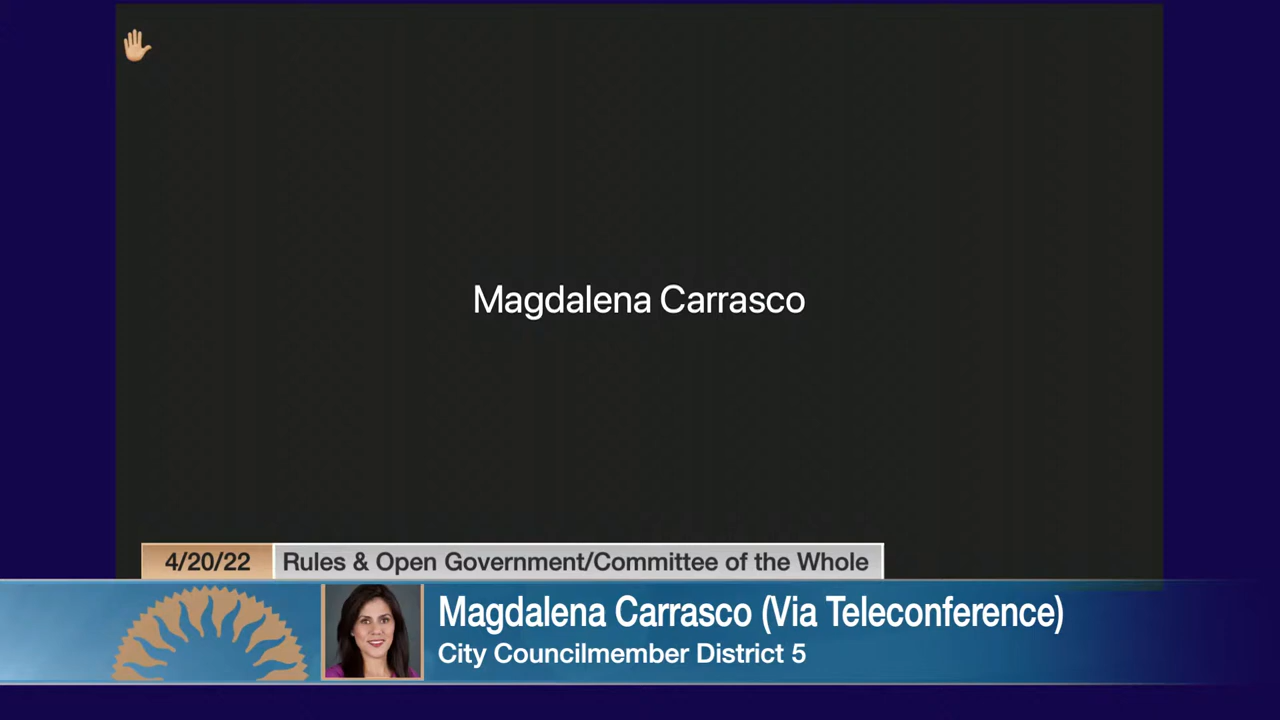 Magdalena Carrasco
4/20/22 Rules & Open Government/Committee of the Whole
Magdalena Carrasco (Via Teleconference)
City Councilmember District 5